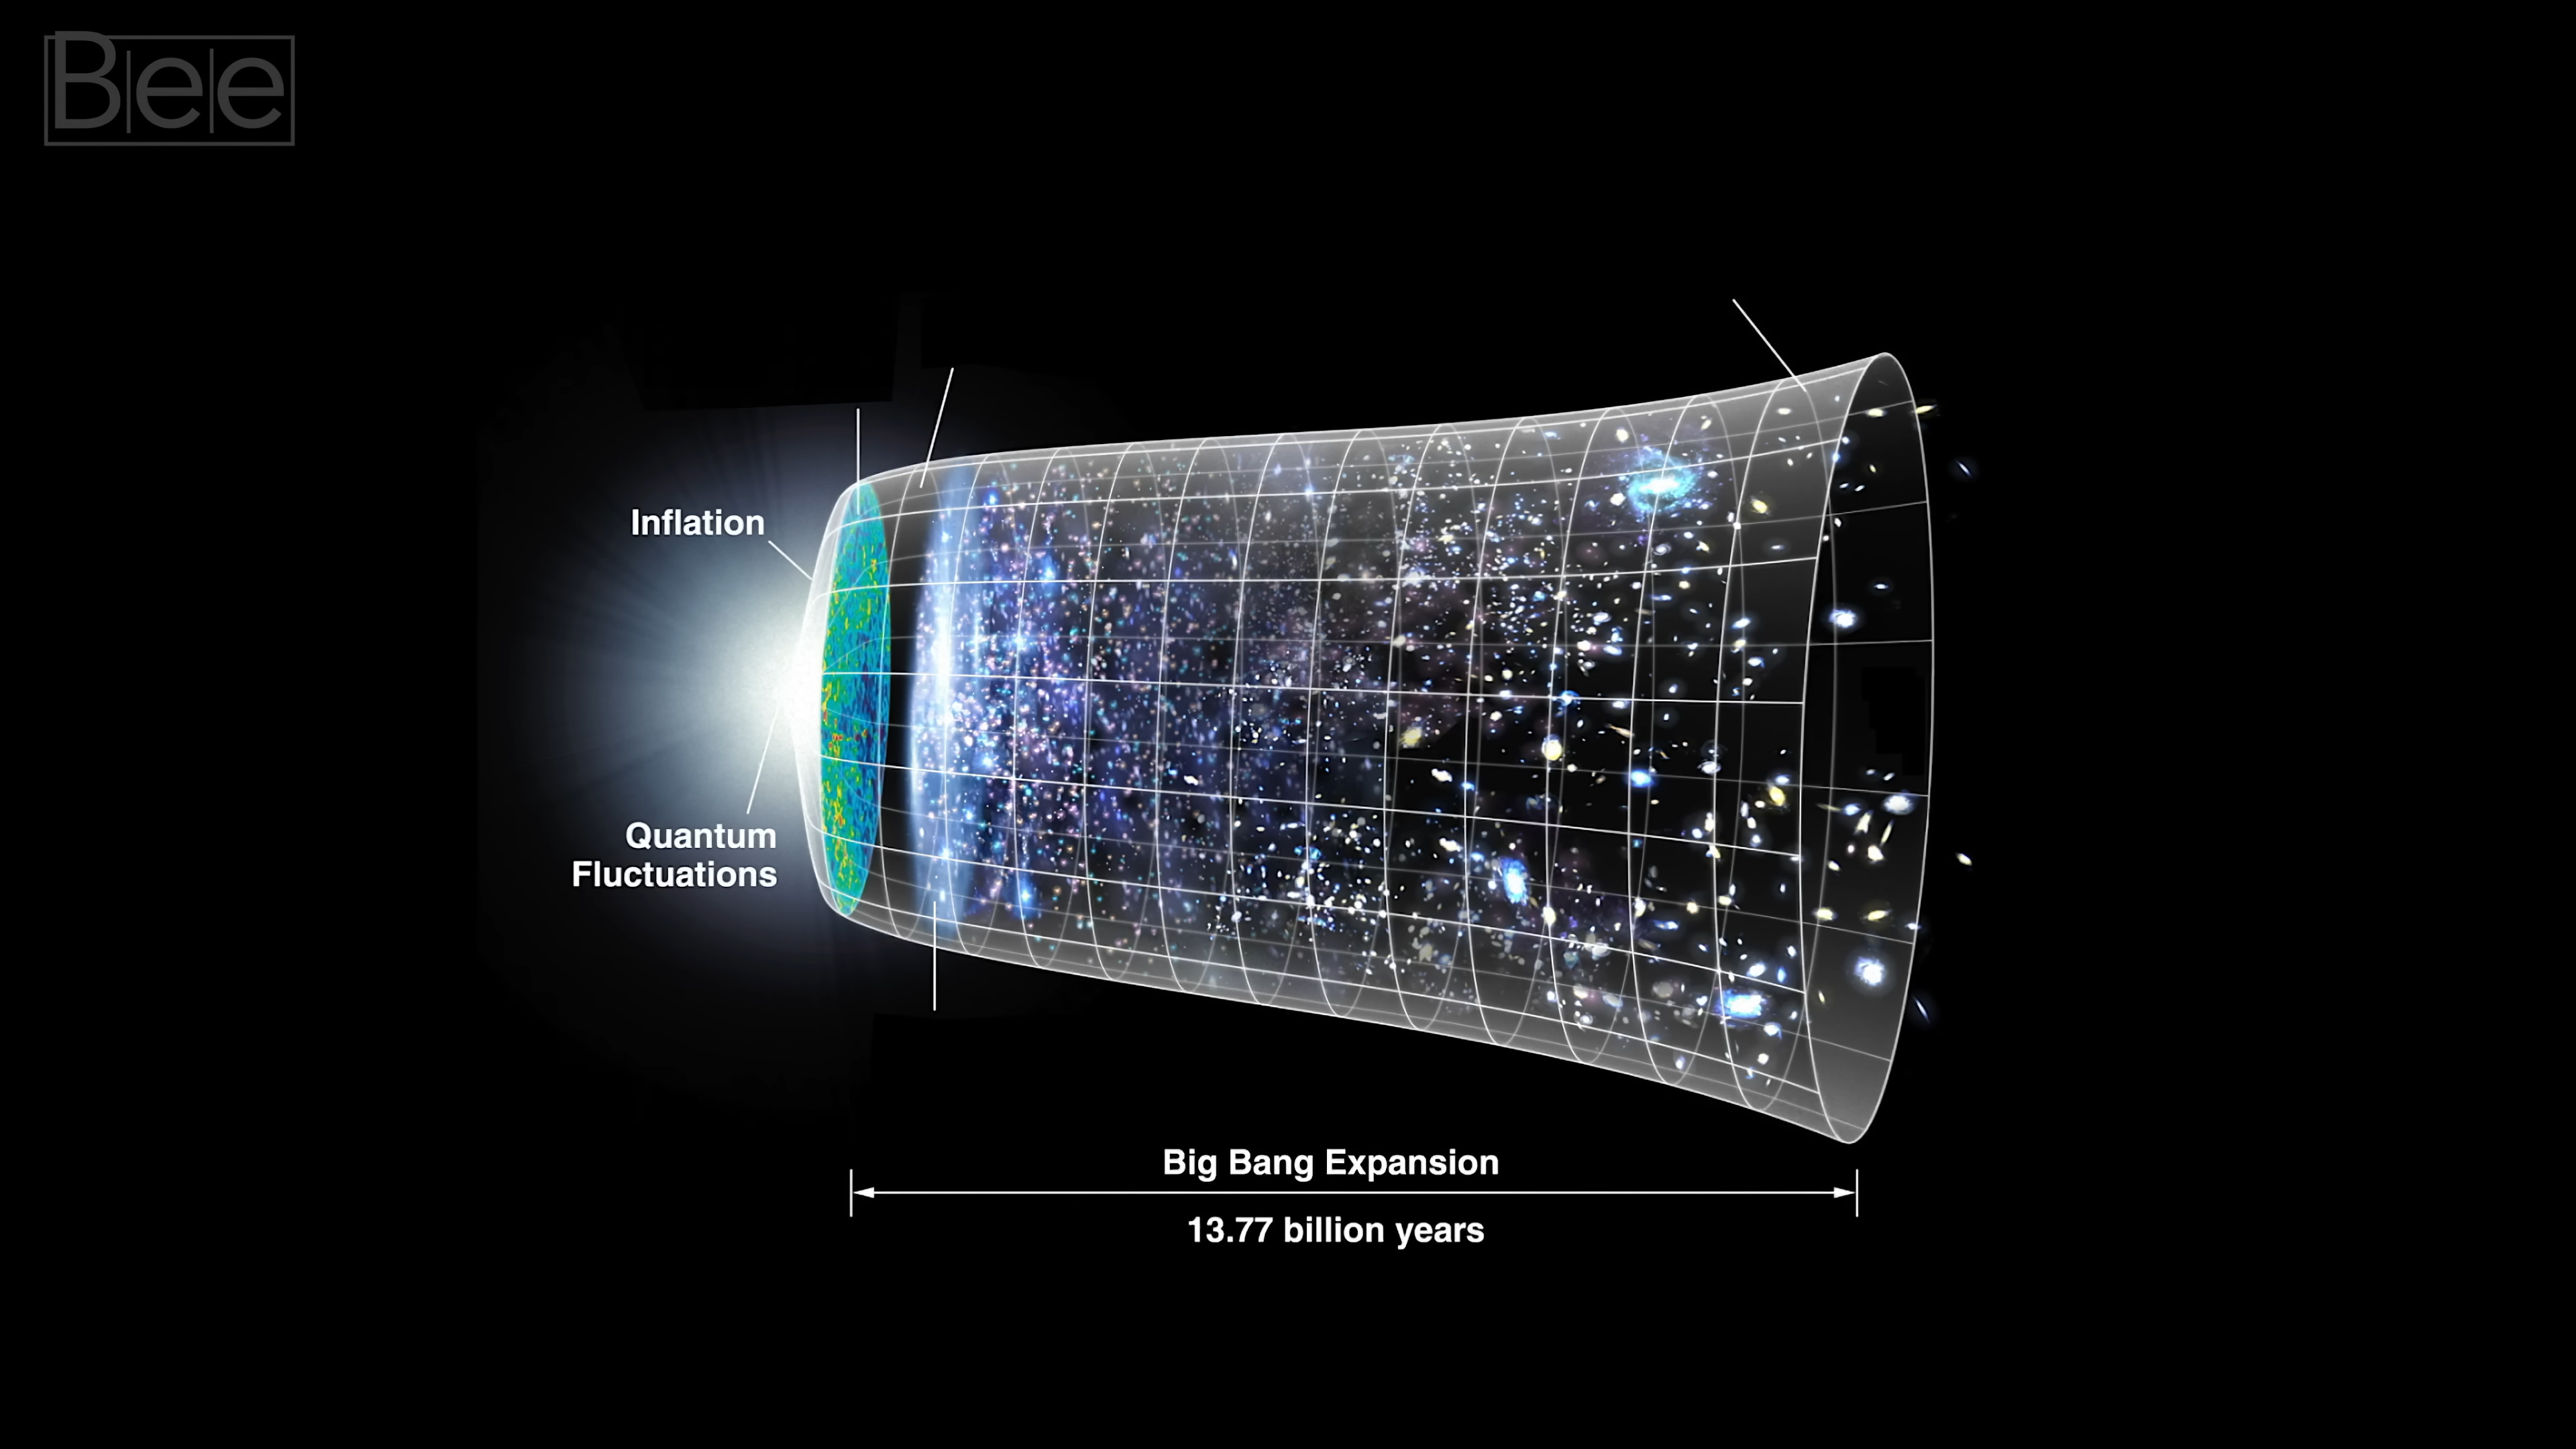 Bee
Inflation
Quantum
Fluctuations
Big Bang Expansion
13.77 billion years